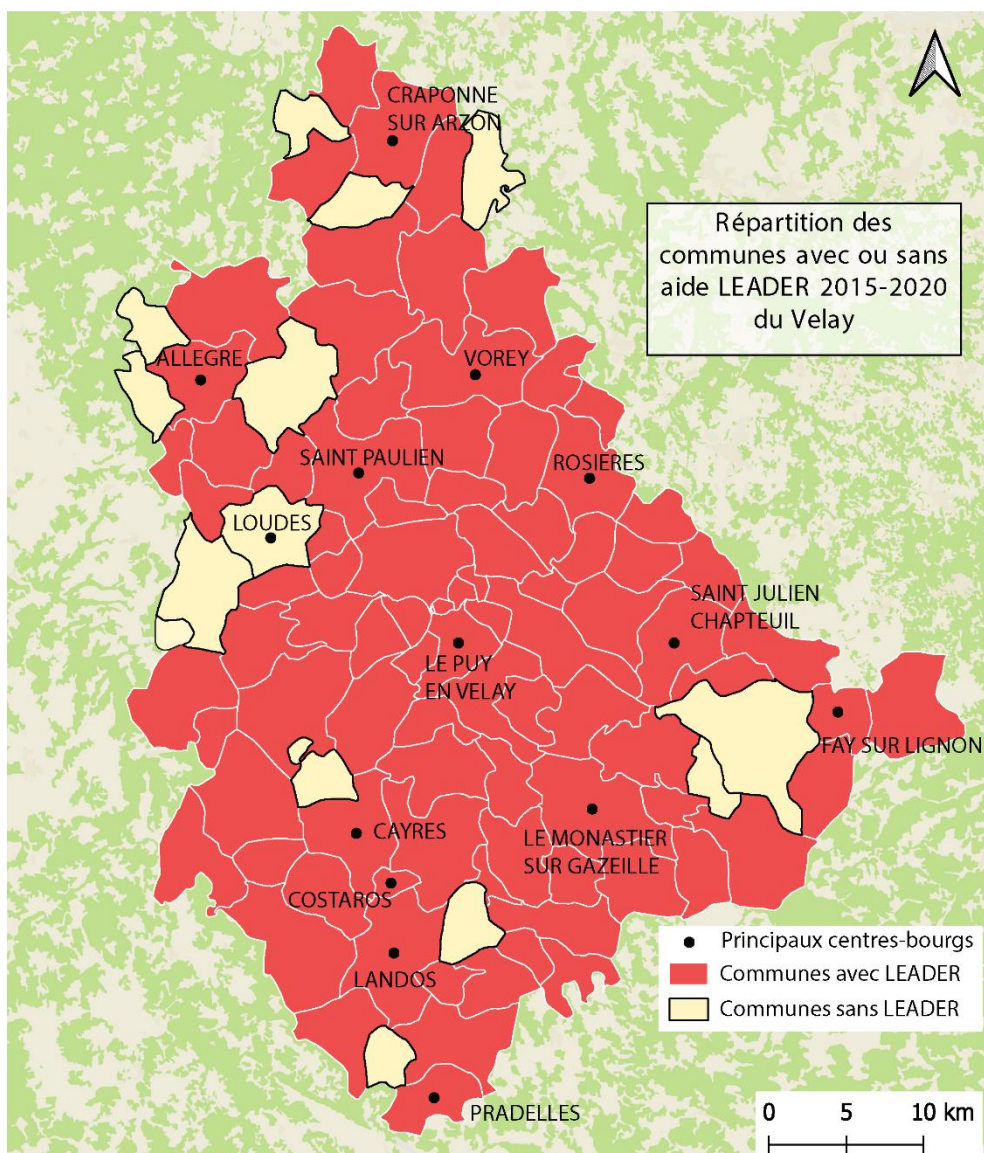 CRAPONNE
SUR ARZON
Répartition des
communes avec ou sans
aide LEADER 2015-2020
du Velay
ALLEGRE
VOREY
SAINT PAULIEN
ROSIERES
LOUDES
SAINT JULIEN
CHAPTEUIL
LE PUY
EN VELAY
FAY SUR LIGNON
CAYRES
LE MONASTIER
SUR GAZEILLE
COSTAROS
LANDOS
Principaux centres-bourgs
Communes avec LEADER
Communes sans LEADER
PRADELLES
0 5 10 km